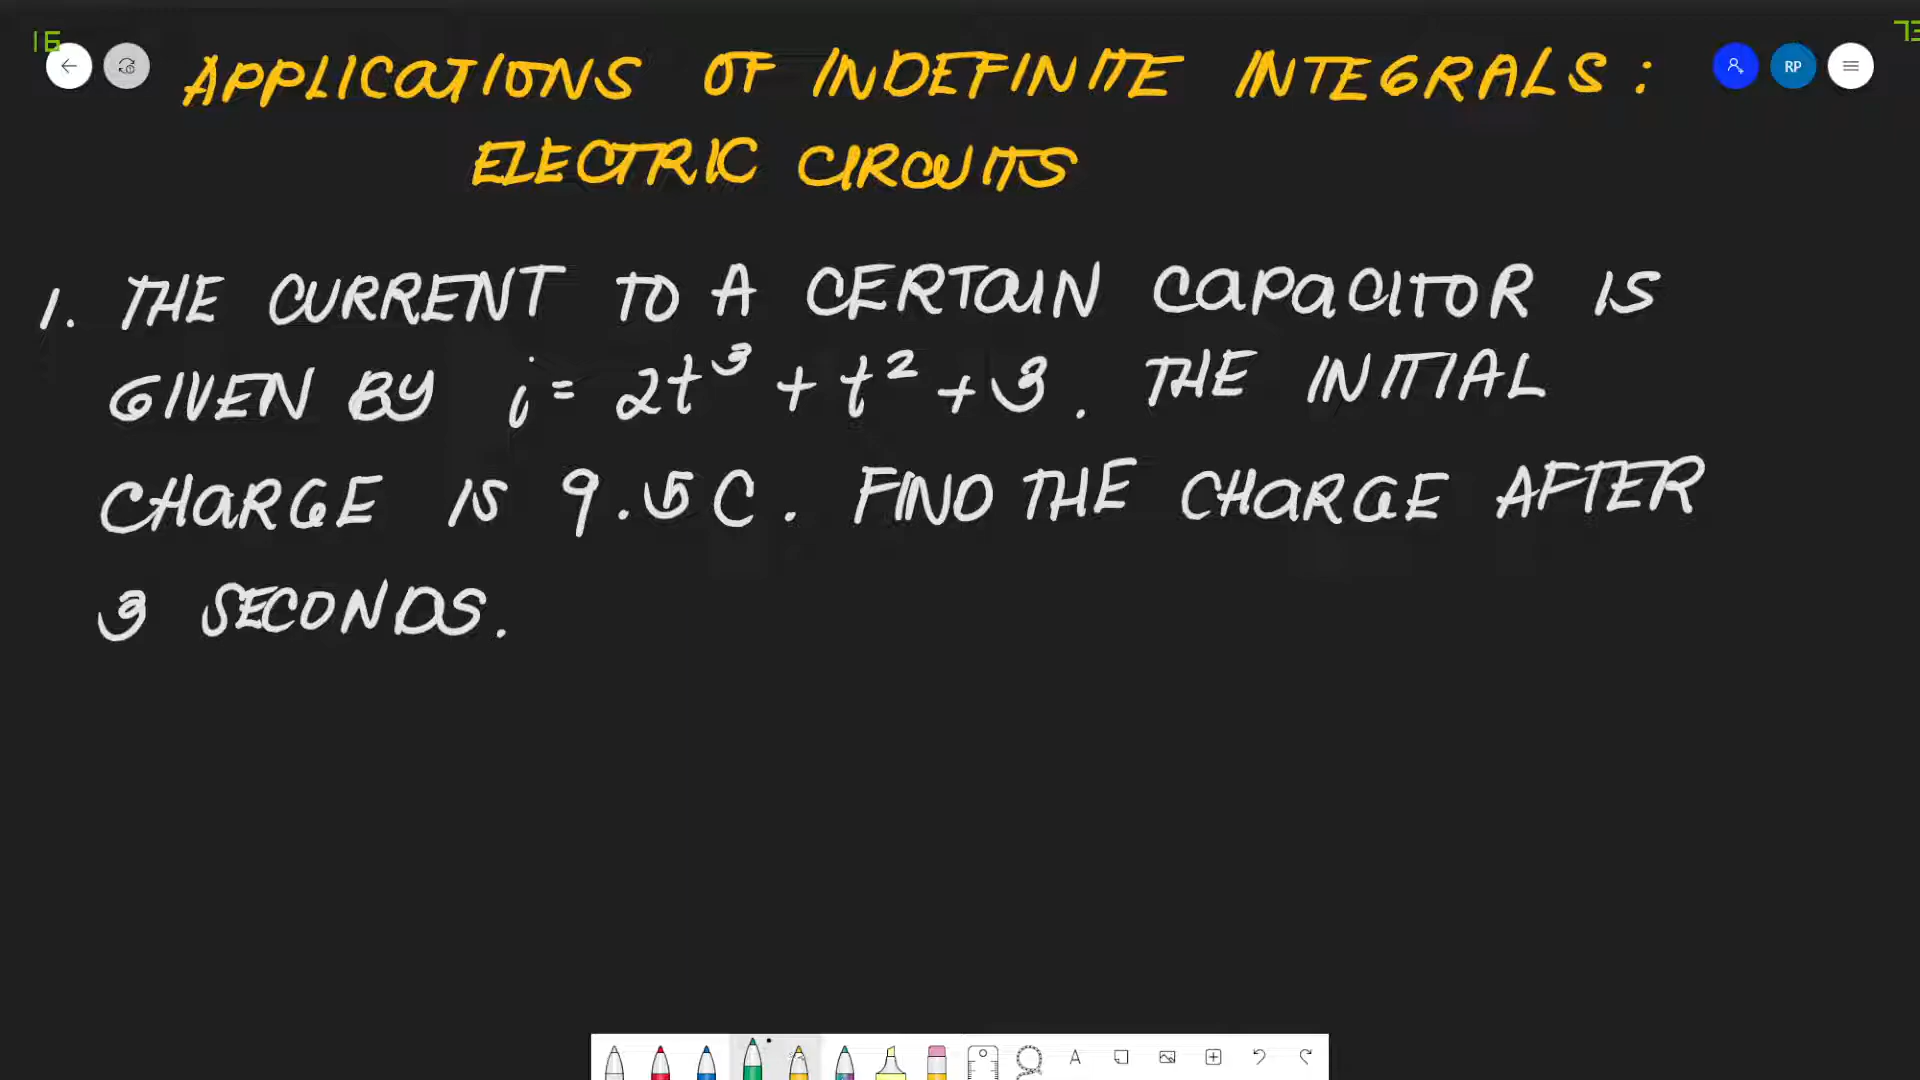 16
73
APPLICATIONS OF INDEFINITE INTEGRALS:
RP
ELECTRIC CIRCUITS
1. THE CURRENT TO A CERTAIN CAPACITOR IS
GIVEN BY i = 2t³ + t² + 3. THE INITIAL
CHARGE IS 9.5 C. FIND THE CHARGE AFTER
3 SECONDS.
A